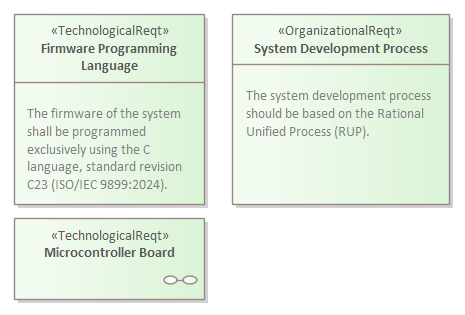 «TechnologicalReqt»
Firmware Programming
Language
The firmware of the system
shall be programmed
exclusively using the C
language, standard revision
C23 (ISO/IEC 9899:2024).
«OrganizationalReqt»
System Development Process
The system development process
should be based on the Rational
Unified Process (RUP).
«TechnologicalReqt»
Microcontroller Board